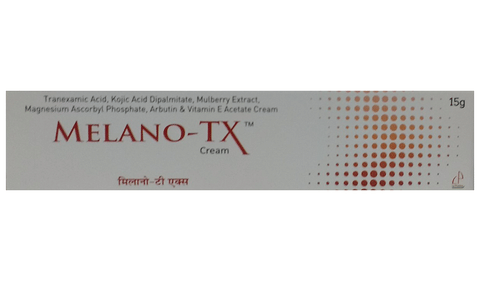 Tranexamic Acid, Kojic Acid Dipalmitate, Mulberry Extract,
Magnesium Ascorbyl Phosphate, Arbutin & Vitamin E Acetate Cream
MELANO-TX™
Cream
मिलानो-टी एक्स
15g